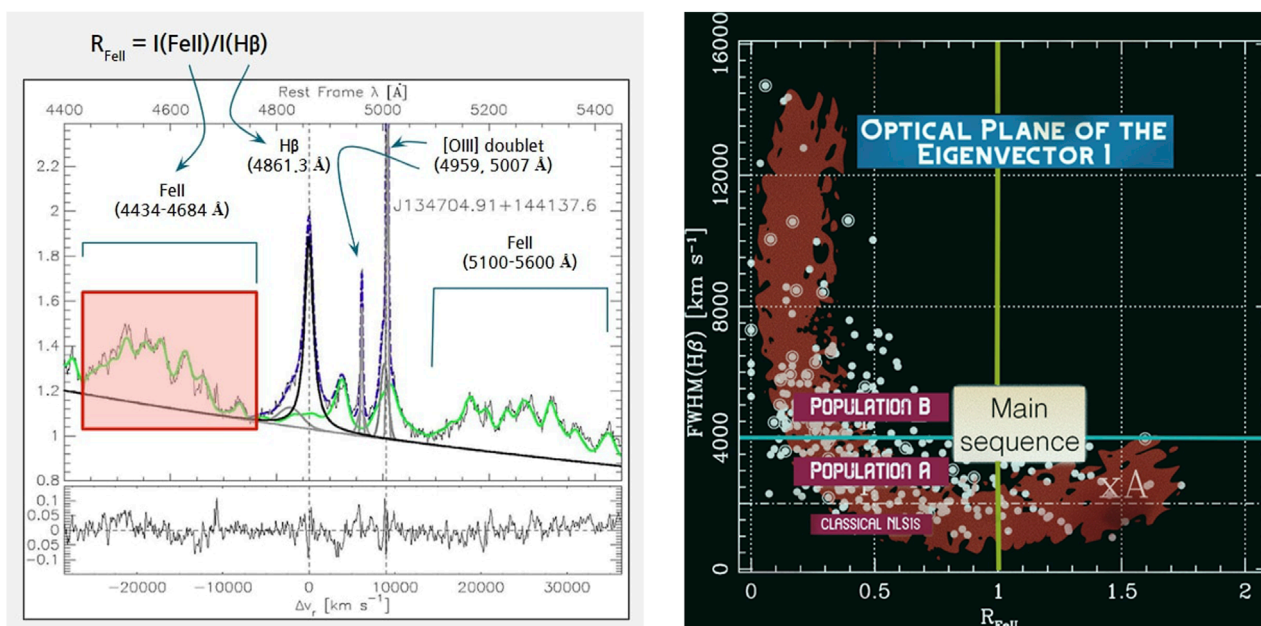 R_FeII = I(FeII)/I(Hβ)
4400 4600 4800 5000 5200 5400
Rest Frame λ [Å]
Hβ
(4861.3 Å)
[OIII] doublet
(4959, 5007 Å)
FeII
(4434-4684 Å)
J134704.91+144137.6
FeII
(5100-5600 Å)
2.2
2
1.8
1.6
1.4
1.2
1
0.8
0.1
0.05
0
0.05
-0.1
-20000 -10000 0 10000 20000 30000
Δv_r [km s⁻¹]
OPTICAL PLANE OF THE
EIGENVECTOR 1
POPULATION B
Main
sequence
POPULATION A
xA
CLASSICAL NLS1S
FWHM(Hβ) [km s⁻¹]
16000
12000
8000
4000
0
0 0.5 1 1.5 2
R_FeII